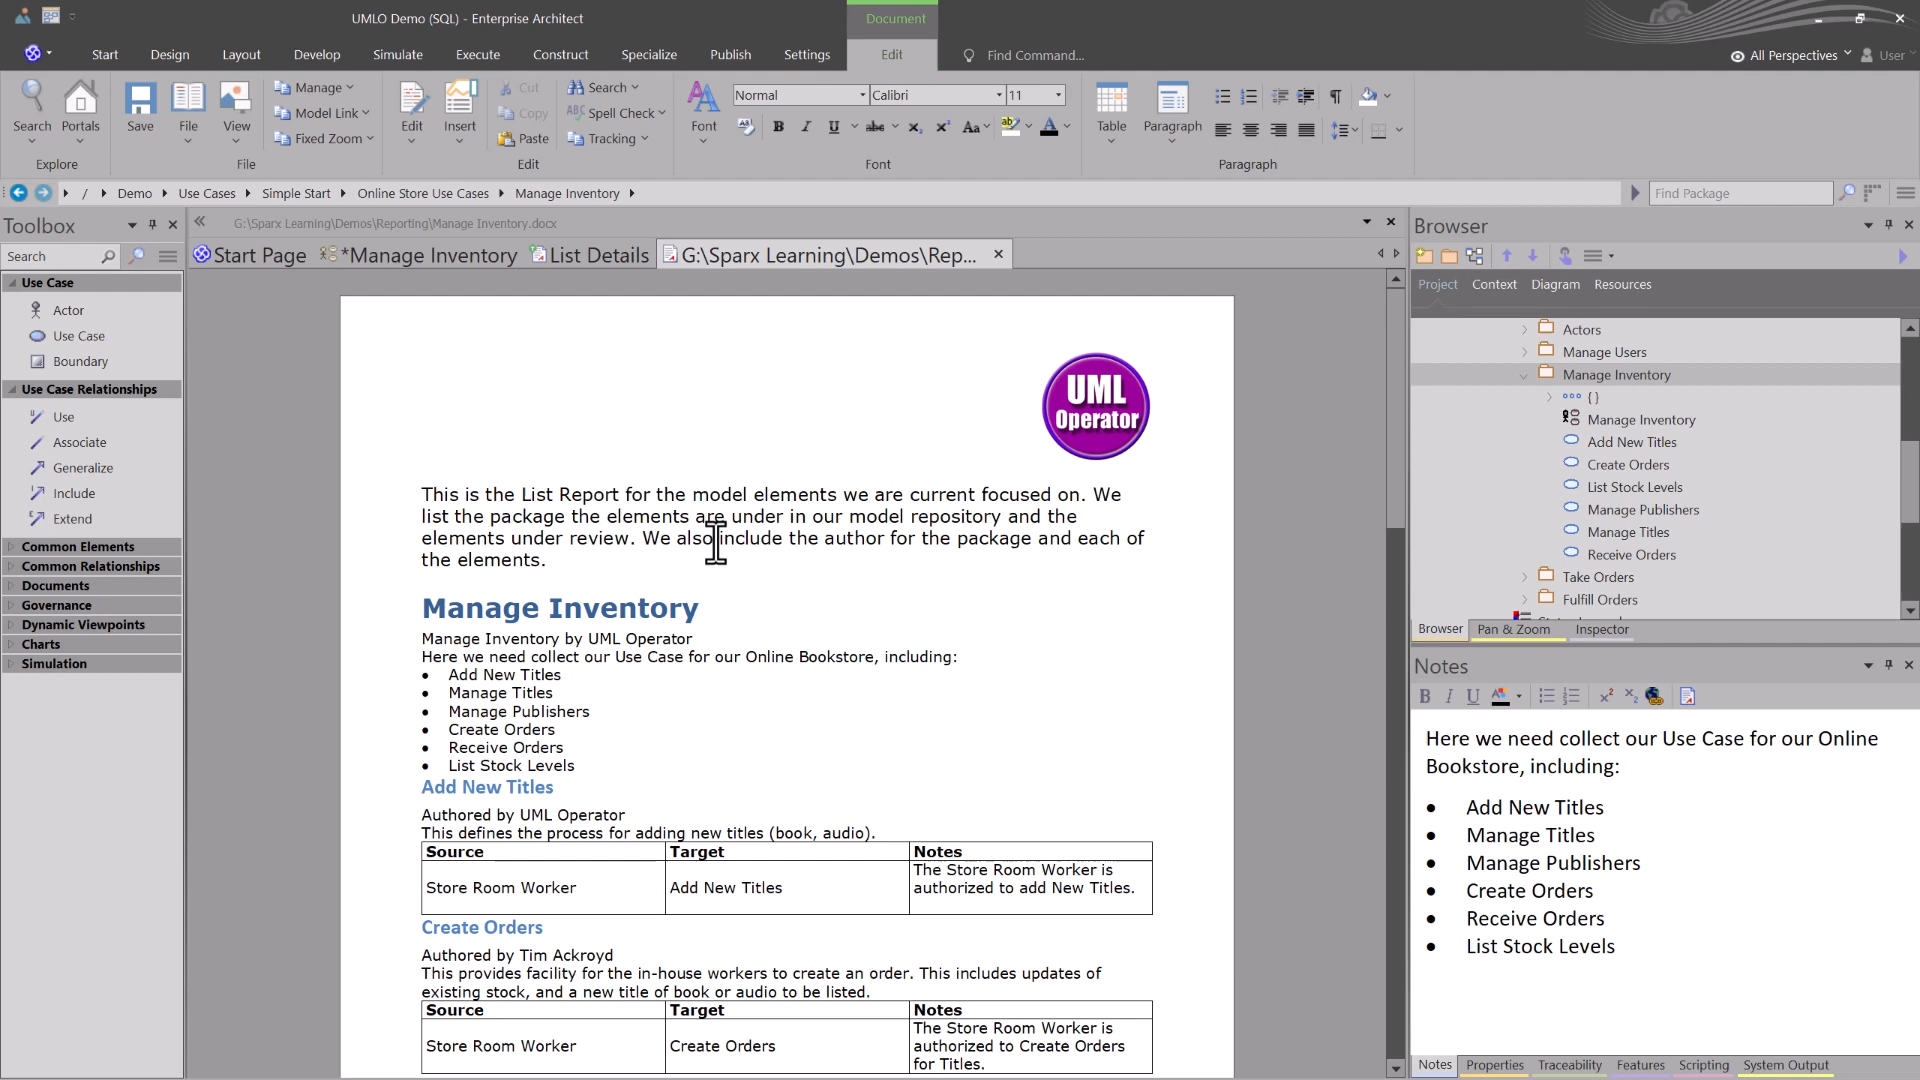 UMLO Demo (SQL) - Enterprise Architect
Document
Start
Design
Layout
Develop
Simulate
Execute
Construct
Specialize
Publish
Settings
Edit
Find Command...
All Perspectives
User
Search
Portals
Explore
Save
File
View
Manage
Model Link
Fixed Zoom
File
Edit
Insert
Cut
Copy
Paste
Search
Spell Check
Tracking
Edit
Font
Normal
Calibri
11
Font
Table
Paragraph
Paragraph
/ Demo Use Cases Simple Start Online Store Use Cases Manage Inventory
Find Package
Toolbox
Search
Use Case
Actor
Use Case
Boundary
Use Case Relationships
Use
Associate
Generalize
Include
Extend
Common Elements
Common Relationships
Documents
Governance
Dynamic Viewpoints
Charts
Simulation
G:\Sparx Learning\Demos\Reporting\Manage Inventory.docx
Start Page
*Manage Inventory
List Details
G:\Sparx Learning\Demos\Rep...
UML
Operator
This is the List Report for the model elements we are current focused on. We
list the package the elements are under in our model repository and the
elements under review. We also include the author for the package and each of
the elements.
Manage Inventory
Manage Inventory by UML Operator
Here we need collect our Use Case for our Online Bookstore, including:
• Add New Titles
• Manage Titles
• Manage Publishers
• Create Orders
• Receive Orders
• List Stock Levels
Add New Titles
Authored by UML Operator
This defines the process for adding new titles (book, audio).
Source Target Notes
Store Room Worker Add New Titles The Store Room Worker is
authorized to add New Titles.
Create Orders
Authored by Tim Ackroyd
This provides facility for the in-house workers to create an order. This includes updates of
existing stock, and a new title of book or audio to be listed.
Source Target Notes
Store Room Worker Create Orders The Store Room Worker is
authorized to Create Orders
for Titles.
Browser
Project
Context
Diagram
Resources
Actors
Manage Users
Manage Inventory
{ }
Manage Inventory
Add New Titles
Create Orders
List Stock Levels
Manage Publishers
Manage Titles
Receive Orders
Take Orders
Fulfill Orders
Browser
Pan & Zoom
Inspector
Notes
Here we need collect our Use Case for our Online
Bookstore, including:
• Add New Titles
• Manage Titles
• Manage Publishers
• Create Orders
• Receive Orders
• List Stock Levels
Notes
Properties
Traceability
Features
Scripting
System Output